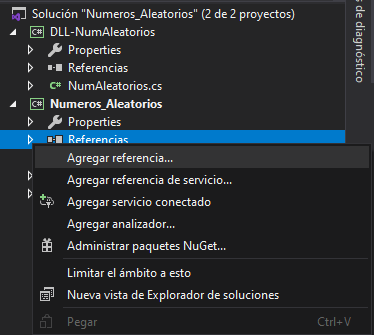 Solución "Numeros_Aleatorios" (2 de 2 proyectos)
C# DLL-NumAleatorios
Properties
Referencias
C# NumAleatorios.cs
C# Numeros_Aleatorios
Properties
Referencias
Agregar referencia...
Agregar referencia de servicio...
Agregar servicio conectado
Agregar analizador...
Administrar paquetes NuGet...
Limitar el ámbito a esto
Nueva vista de Explorador de soluciones
Pegar Ctrl+V
s de diagnóstico